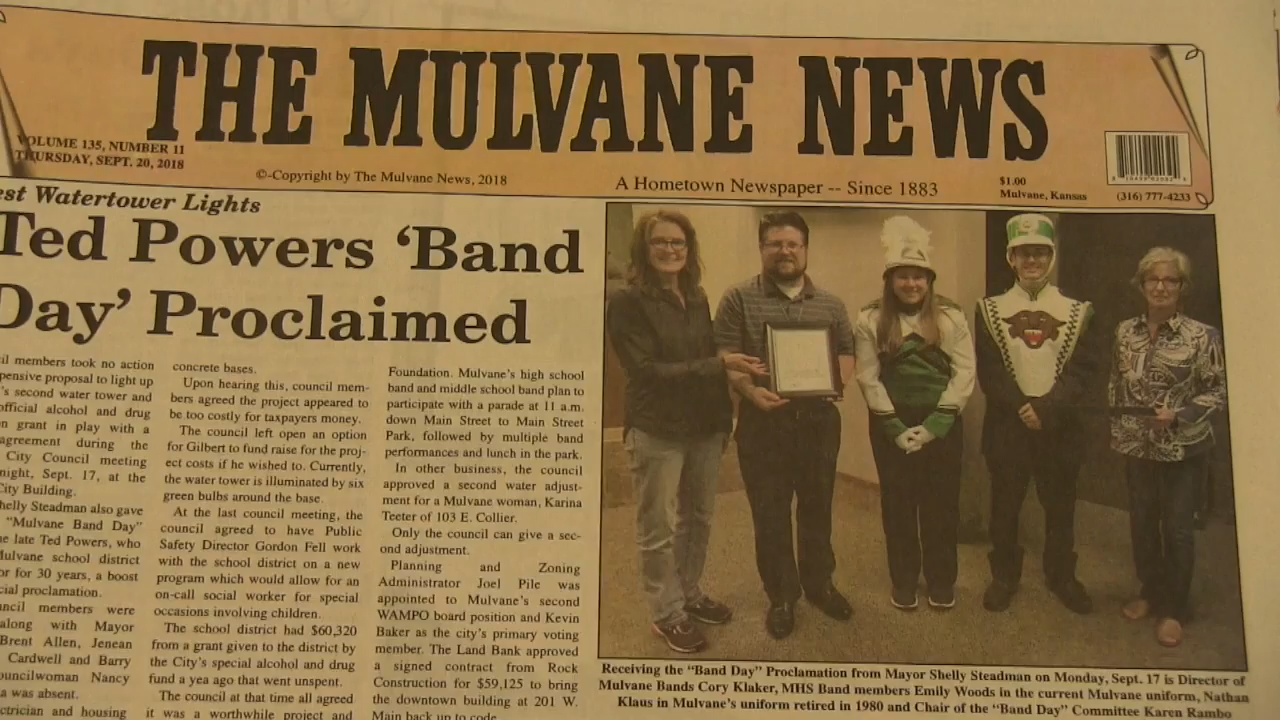 THE MULVANE NEWS
VOLUME 135, NUMBER 11
THURSDAY, SEPT. 20, 2018
©-Copyright by The Mulvane News, 2018
A Hometown Newspaper -- Since 1883
$1.00
Mulvane, Kansas
(316) 777-4233
est Watertower Lights
Ted Powers ‘Band
Day’ Proclaimed
il members took no action
pensive proposal to light up
's second water tower and
official alcohol and drug
n grant in play with a
agreement during the
City Council meeting
night, Sept. 17, at the
City Building.
helly Steadman also gave
“Mulvane Band Day”
e late Ted Powers, who
Mulvane school district
or for 30 years, a boost
cial proclamation.
ncil members were
along with Mayor
Brent Allen, Jenean
Cardwell and Barry
ouncilwoman Nancy
a was absent.
ctrician and housing
concrete bases.
Upon hearing this, council mem-
bers agreed the project appeared to
be too costly for taxpayers money.
The council left open an option
for Gilbert to fund raise for the proj-
ect costs if he wished to. Currently,
the water tower is illuminated by six
green bulbs around the base.
At the last council meeting, the
council agreed to have Public
Safety Director Gordon Fell work
with the school district on a new
program which would allow for an
on-call social worker for special
occasions involving children.
The school district had $60,320
from a grant given to the district by
the City's special alcohol and drug
fund a yea ago that went unspent.
The council at that time all agreed
it was a worthwhile project and
Foundation. Mulvane's high school
band and middle school band plan to
participate with a parade at 11 a.m.
down Main Street to Main Street
Park, followed by multiple band
performances and lunch in the park.
In other business, the council
approved a second water adjust-
ment for a Mulvane woman, Karina
Teeter of 103 E. Collier.
Only the council can give a sec-
ond adjustment.
Planning and Zoning
Administrator Joel Pile was
appointed to Mulvane's second
WAMPO board position and Kevin
Baker as the city's primary voting
member. The Land Bank approved
a signed contract from Rock
Construction for $59,125 to bring
the downtown building at 201 W.
Main back up to code.
Receiving the “Band Day” Proclamation from Mayor Shelly Steadman on Monday, Sept. 17 is Director of
Mulvane Bands Cory Klaker, MHS Band members Emily Woods in the current Mulvane uniform, Nathan
Klaus in Mulvane's uniform retired in 1980 and Chair of the “Band Day” Committee Karen Rambo